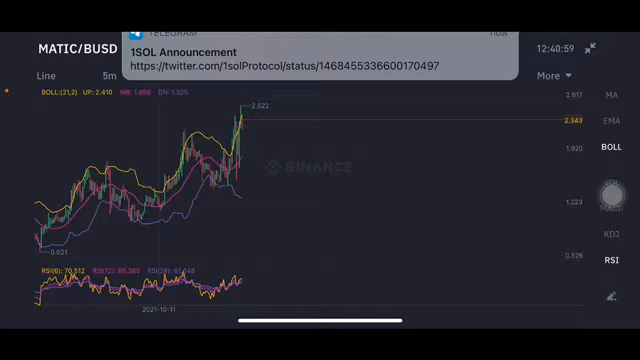 TELEGRAM
now
1SOL Announcement
https://twitter.com/1solProtocol/status/1468455336600170497
MATIC/BUSD
12:40:59
Line
5m
More
BOLL:(21,2) UP: 2.410 MB: 1.868 DN: 1.325
2.617
MA
2.522
2.343
EMA
1.920
BOLL
BINANCE
MACD
1.223
KDJ
0.621
0.526
RSI
RSI(6): 70.512 RSI(12): 65.380 RSI(24): 61.048
2021-10-11